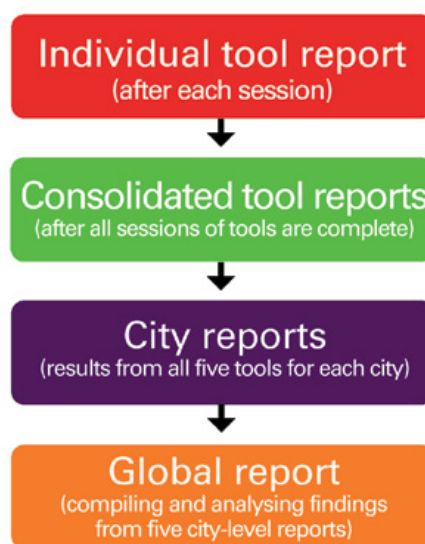 Individual tool report
(after each session)
Consolidated tool reports
(after all sessions of tools are complete)
City reports
(results from all five tools for each city)
Global report
(compiling and analysing findings
from five city-level reports)